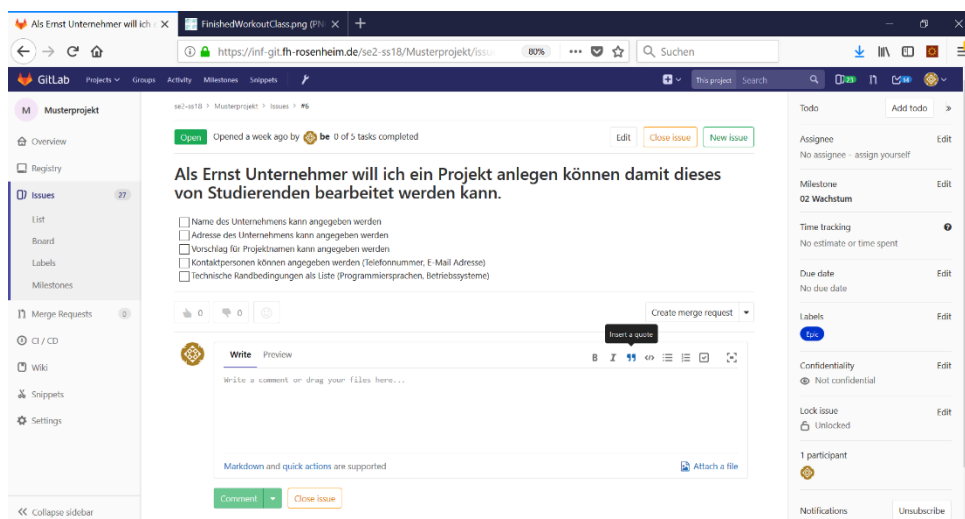 Als Ernst Unternehmer will ich e
FinishedWorkoutClass.png (PN
https://inf-git.fh-rosenheim.de/se2-ss18/Musterprojekt/issu
80%
Suchen
GitLab Projects Groups Activity Milestones Snippets
This project Search
23
M Musterprojekt
Overview
Registry
Issues 27
List
Board
Labels
Milestones
Merge Requests 0
CI / CD
Wiki
Snippets
Settings
Collapse sidebar
se2-ss18 > Musterprojekt > Issues > #6
Open Opened a week ago by be 0 of 5 tasks completed
Edit Close issue New issue
Als Ernst Unternehmer will ich ein Projekt anlegen können damit dieses
von Studierenden bearbeitet werden kann.
Name des Unternehmens kann angegeben werden
Adresse des Unternehmens kann angegeben werden
Vorschlag für Projektnamen kann angegeben werden
Kontaktpersonen können angegeben werden (Telefonnummer, E-Mail Adresse)
Technische Randbedingungen als Liste (Programmiersprachen, Betriebssysteme)
0 0
Create merge request
Insert a quote
Write Preview
B I
Write a comment or drag your files here...
Markdown and quick actions are supported
Attach a file
Comment Close issue
Todo Add todo »
Assignee Edit
No assignee - assign yourself
Milestone Edit
02 Wachstum
Time tracking
No estimate or time spent
Due date Edit
No due date
Labels Edit
Epic
Confidentiality Edit
Not confidential
Lock issue Edit
Unlocked
1 participant
Notifications Unsubscribe